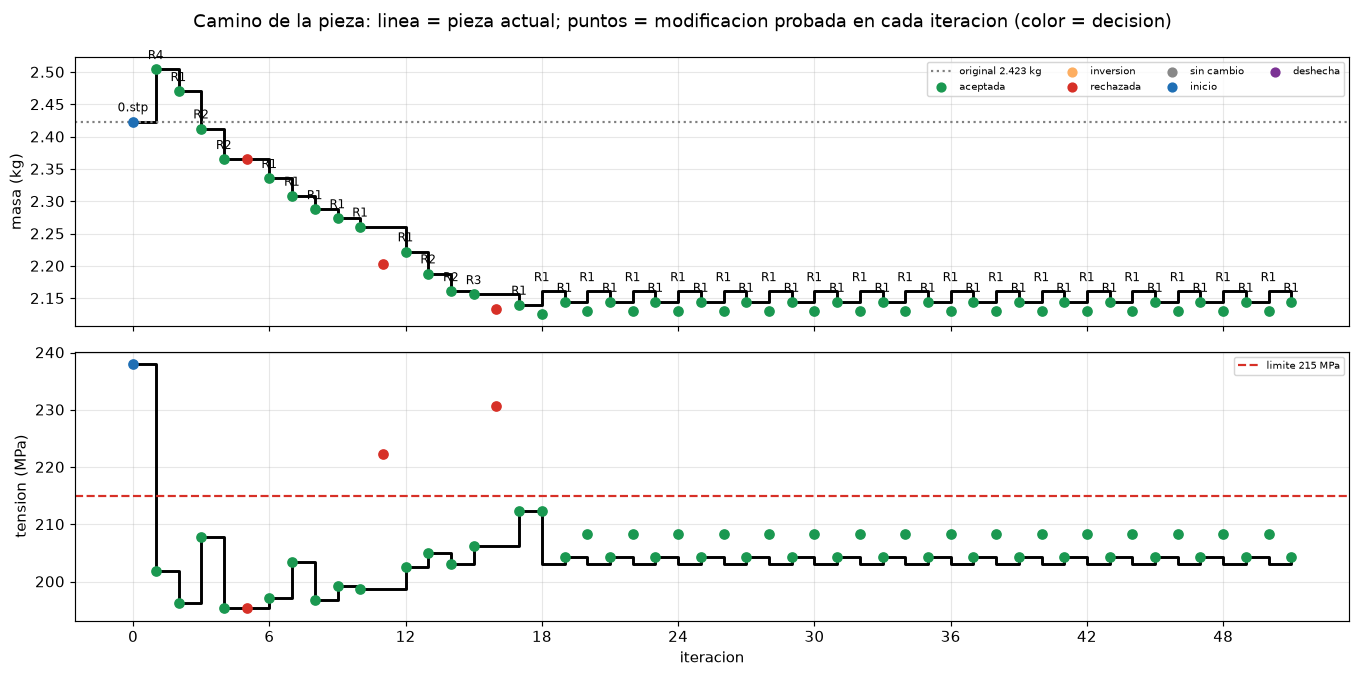 Camino de la pieza: linea = pieza actual; puntos = modificacion probada en cada iteracion (color = decision)
original 2.423 kg
aceptada
inversion
rechazada
sin cambio
inicio
deshecha
masa (kg)
2.50
2.45
2.40
2.35
2.30
2.25
2.20
2.15
0.stp
R4
R1
R2
R2
R1
R1
R1
R1
R1
R1
R2
R2
R3
R1
R1 R1 R1 R1 R1 R1 R1 R1 R1 R1 R1 R1 R1 R1 R1 R1 R1
R1 R1 R1 R1 R1 R1 R1 R1 R1 R1 R1 R1 R1 R1 R1 R1 R1
limite 215 MPa
tension (MPa)
240
230
220
210
200
0 6 12 18 24 30 36 42 48
iteracion